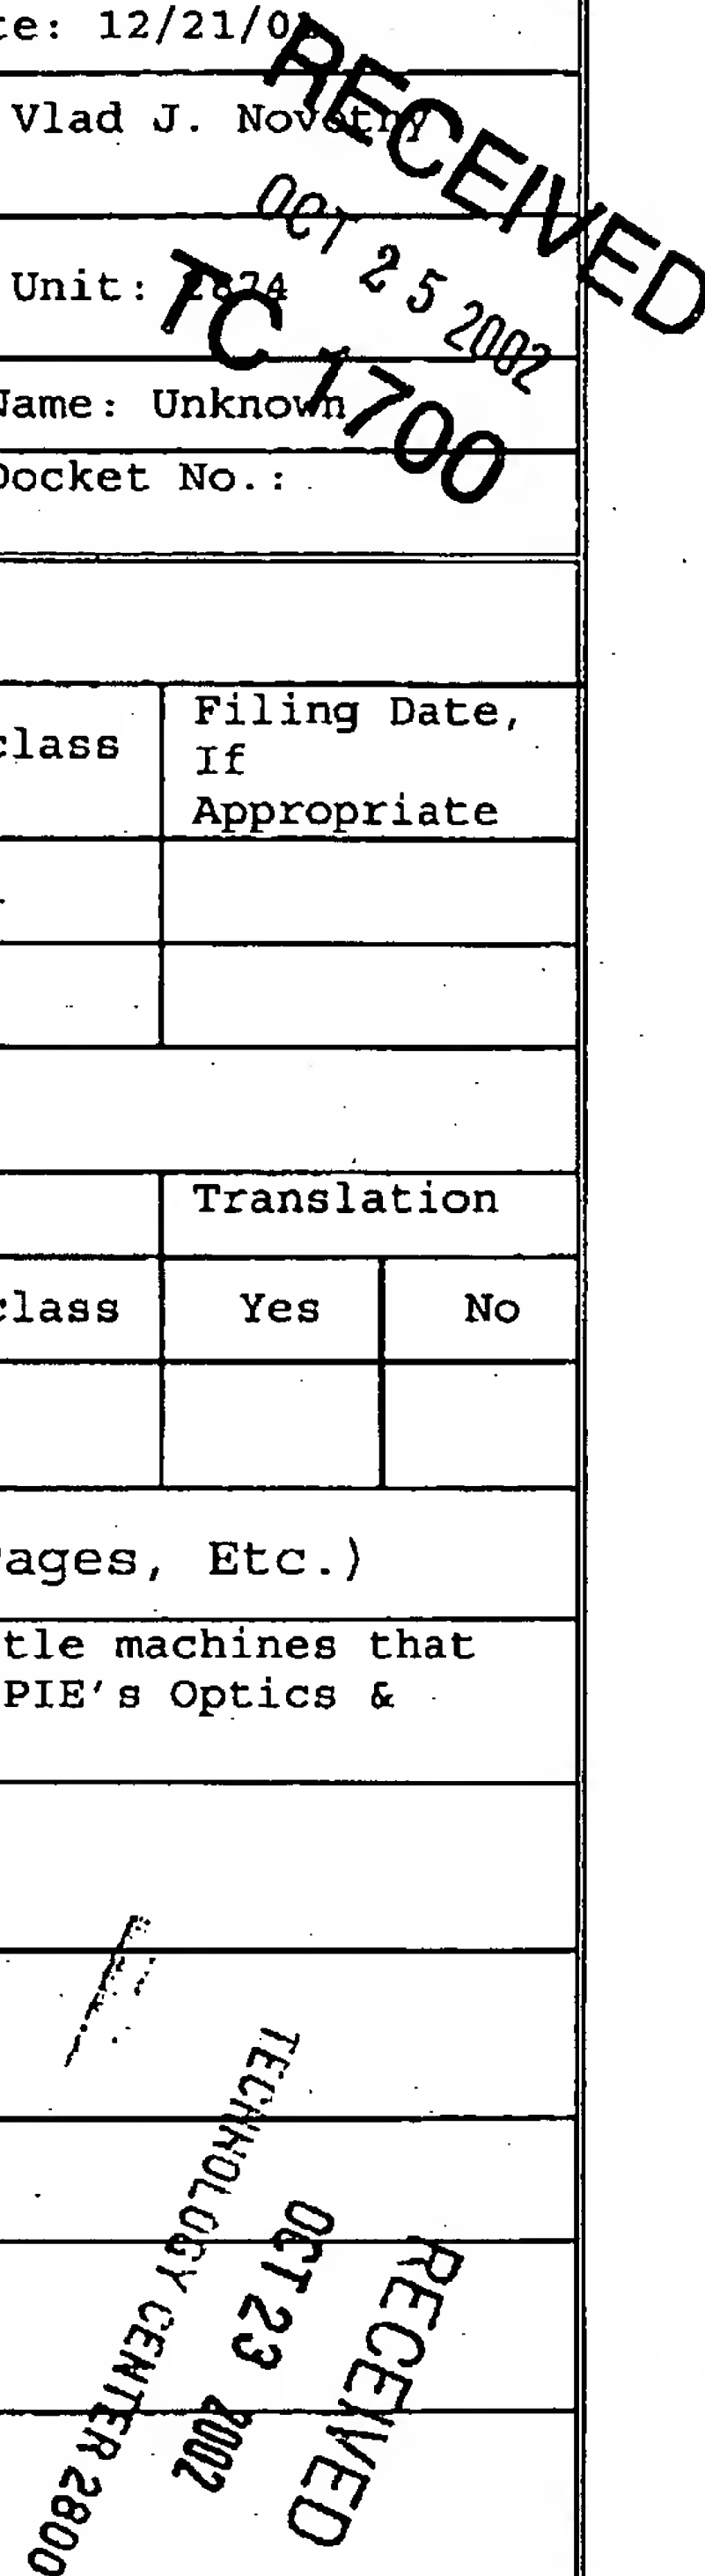 te: 12/21/0
RECEIVED
Vlad J. Novotny
OCT 25 2002
Unit: 2874
TC 1700
Name: Unknown
Docket No.:
class
Filing Date,
If
Appropriate
Translation
class
Yes
No
ages, Etc.)
tle machines that
PIE's Optics &
TECHNOLOGY CENTER 2800
OCT 23 2002
RECEIVED